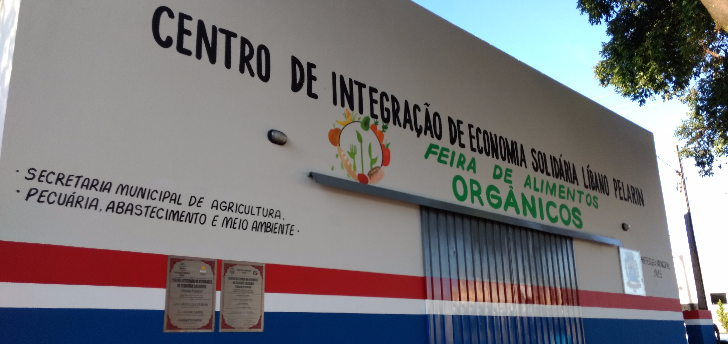 CENTRO DE INTEGRAÇÃO DE ECONOMIA SOLIDÁRIA LÍBANO PELARIN
FEIRA DE ALIMENTOS
ORGÂNICOS
· SECRETARIA MUNICIPAL DE AGRICULTURA,
· PECUÁRIA, ABASTECIMENTO E MEIO AMBIENTE·